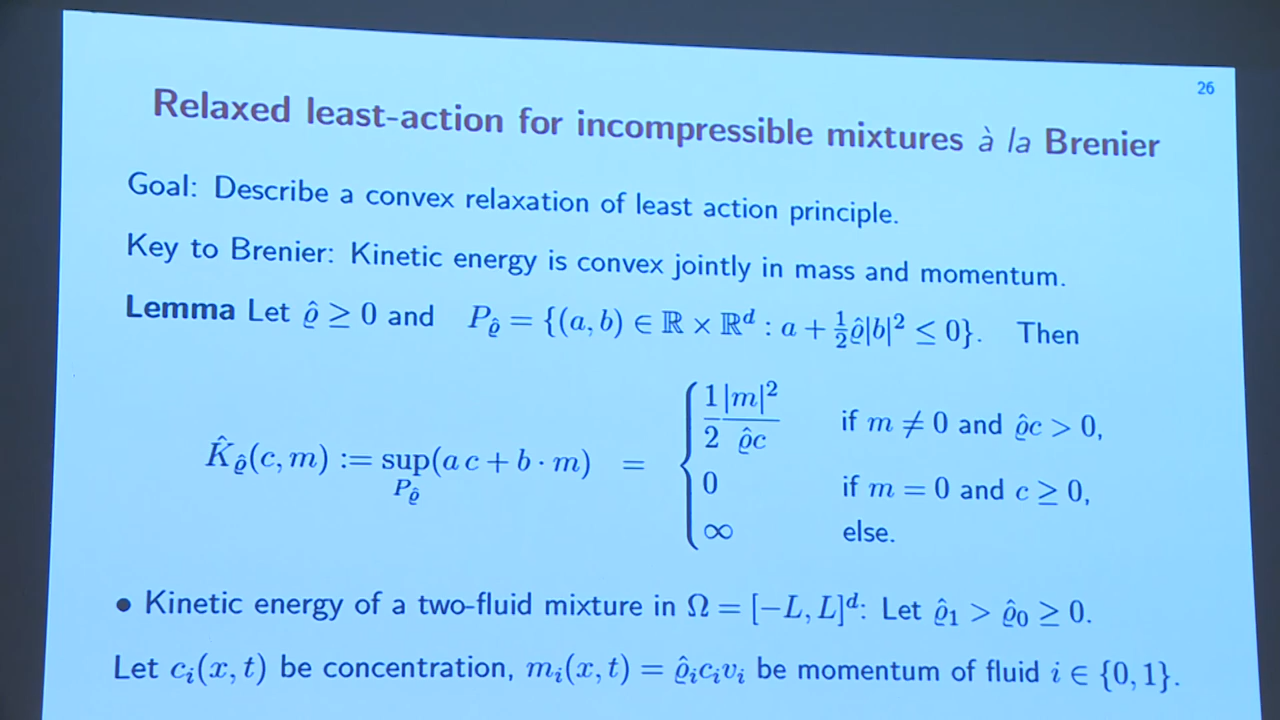 26
Relaxed least-action for incompressible mixtures à la Brenier
Goal: Describe a convex relaxation of least action principle.
Key to Brenier: Kinetic energy is convex jointly in mass and momentum.
Lemma Let ϱ̂ ≥ 0 and P_ϱ̂ = {(a, b) ∈ ℝ × ℝ^d : a + ½ϱ̂|b|² ≤ 0}. Then
K̂_ϱ̂(c, m) := sup_{P_ϱ̂}(a c + b · m) = { 1/2 |m|²/ϱ̂c if m ≠ 0 and ϱ̂c > 0,
0 if m = 0 and c ≥ 0,
∞ else.
• Kinetic energy of a two-fluid mixture in Ω = [−L, L]^d: Let ϱ̂₁ > ϱ̂₀ ≥ 0.
Let c_i(x, t) be concentration, m_i(x, t) = ϱ̂_i c_i v_i be momentum of fluid i ∈ {0, 1}.